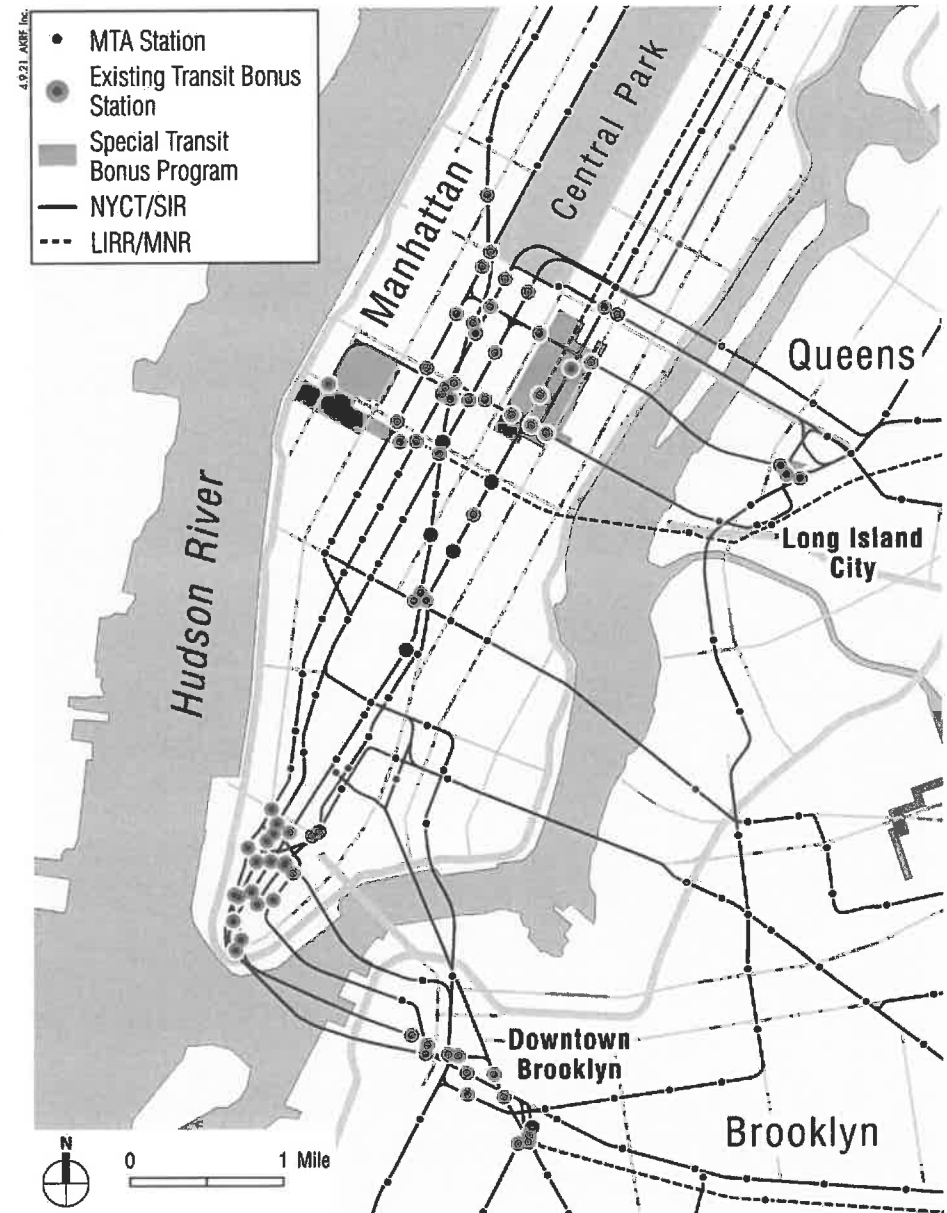 4.9.21 AKRF, Inc.
MTA Station
Existing Transit Bonus
Station
Special Transit
Bonus Program
NYCT/SIR
LIRR/MNR
Manhattan
Central Park
Queens
Hudson River
Long Island
City
Downtown
Brooklyn
Brooklyn
N
0 1 Mile